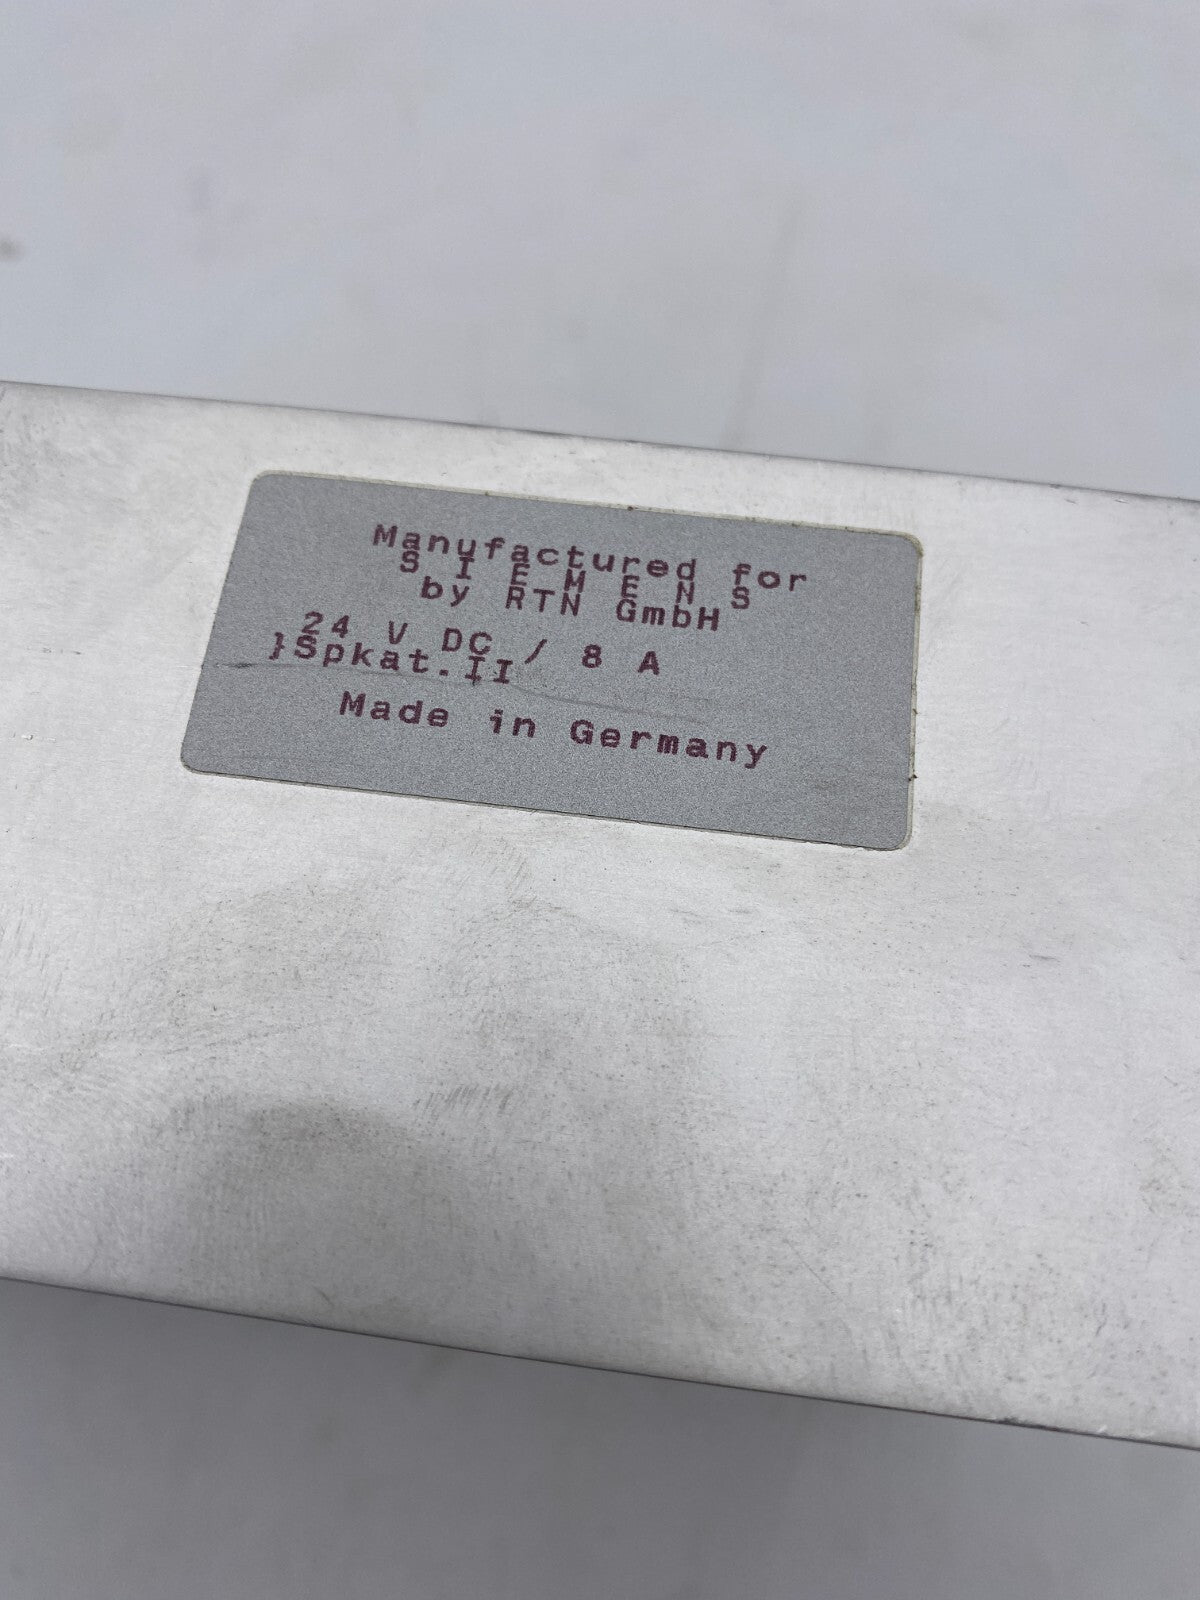 Manufactured for
S I E M E N S
by RTN GmbH
24 V DC / 8 A
}Spkat.II
Made in Germany